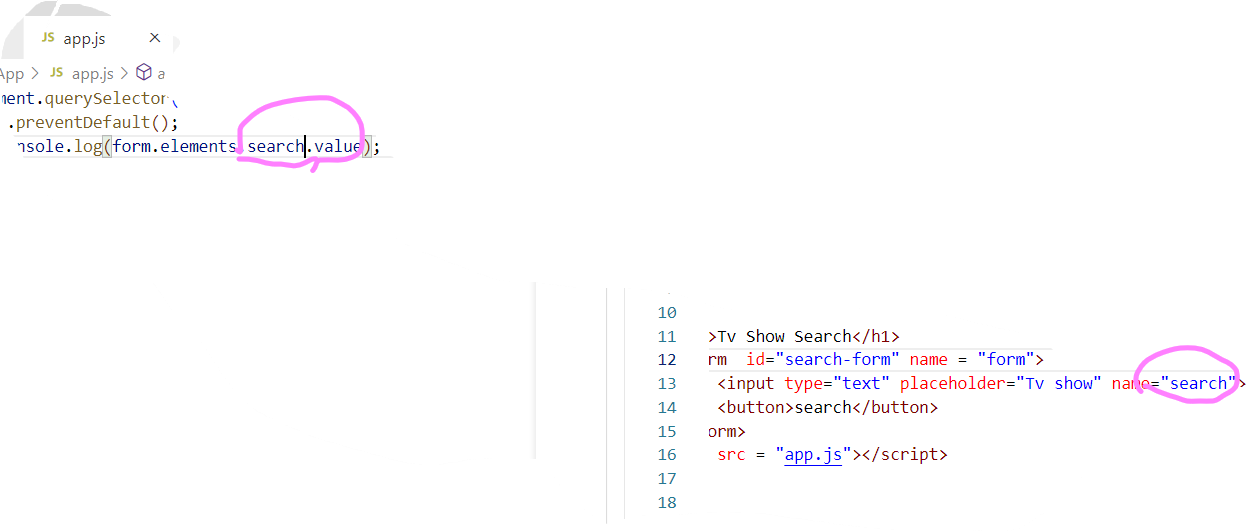 JS app.js ×
App > JS app.js > a
ment.querySelector(
.preventDefault();
nsole.log(form.elements.search.value);
10
11 >Tv Show Search</h1>
12 rm id="search-form" name = "form">
13 <input type="text" placeholder="Tv show" name="search">
14 <button>search</button>
15 orm>
16 src = "app.js"></script>
17
18